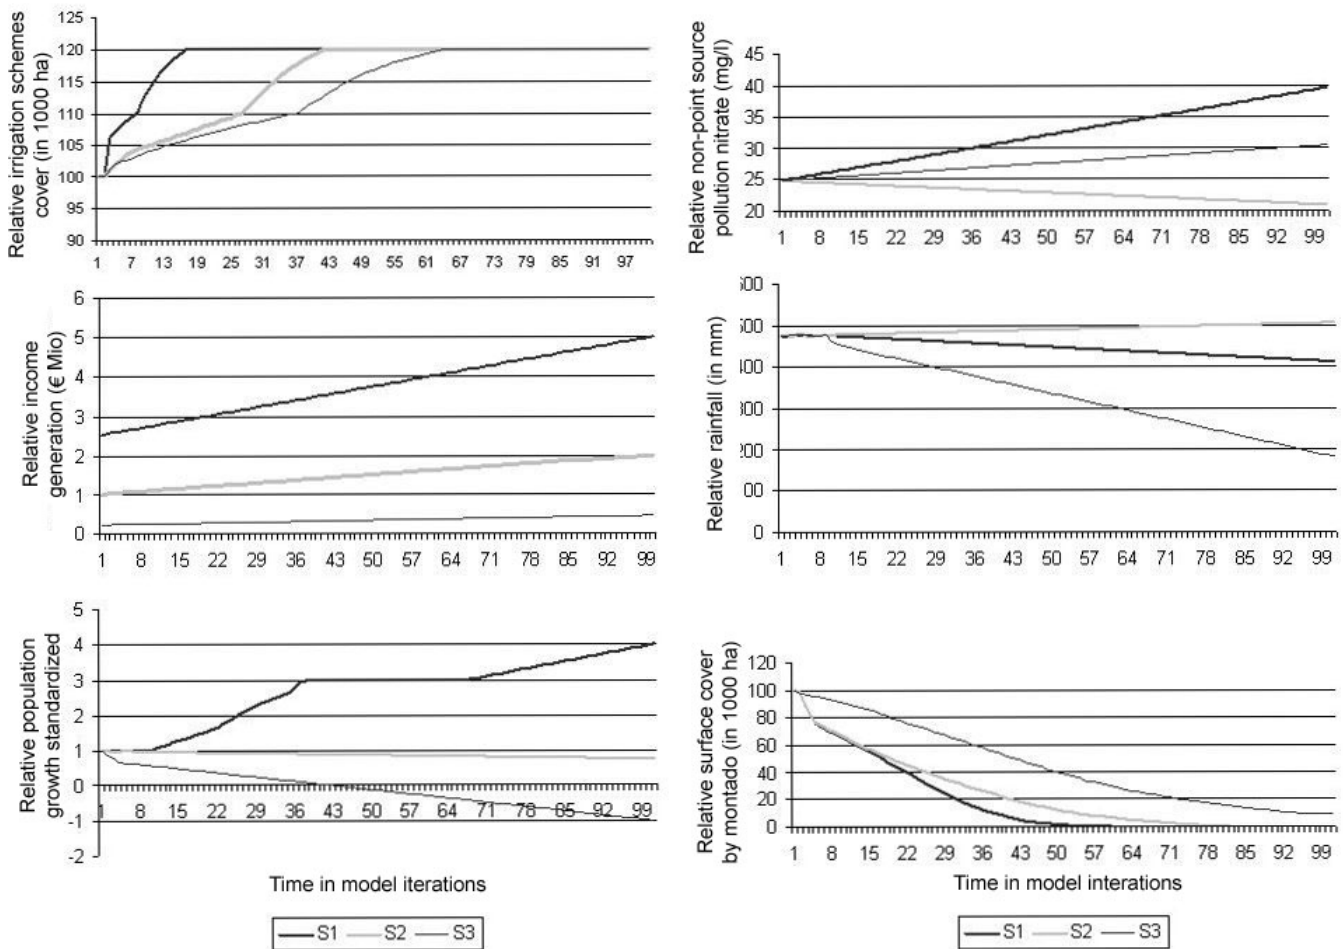 Relative irrigation schemes
cover (in 1000 ha)
125
120
115
110
105
100
95
90
1 7 13 19 25 31 37 43 49 55 61 67 73 79 85 91 97
Relative non-point source
pollution nitrate (mg/l)
45
40
35
30
25
20
1 8 15 22 29 36 43 50 57 64 71 78 85 92 99
Relative income
generation (€ Mio)
6
5
4
3
2
1
0
1 8 15 22 29 36 43 50 57 64 71 78 85 92 99
Relative rainfall (in mm)
600
500
400
300
200
00
0
1 8 15 22 29 36 43 50 57 64 71 78 85 92 99
Relative population
growth standardized
5
4
3
2
1
0
-1
-2
1 8 15 22 29 36 43 50 57 64 71 78 85 92 99
Relative surface cover
by montado (in 1000 ha)
120
100
80
60
40
20
0
1 8 15 22 29 36 43 50 57 64 71 78 85 92 99
Time in model iterations
Time in model interations
S1 S2 S3
S1 S2 S3